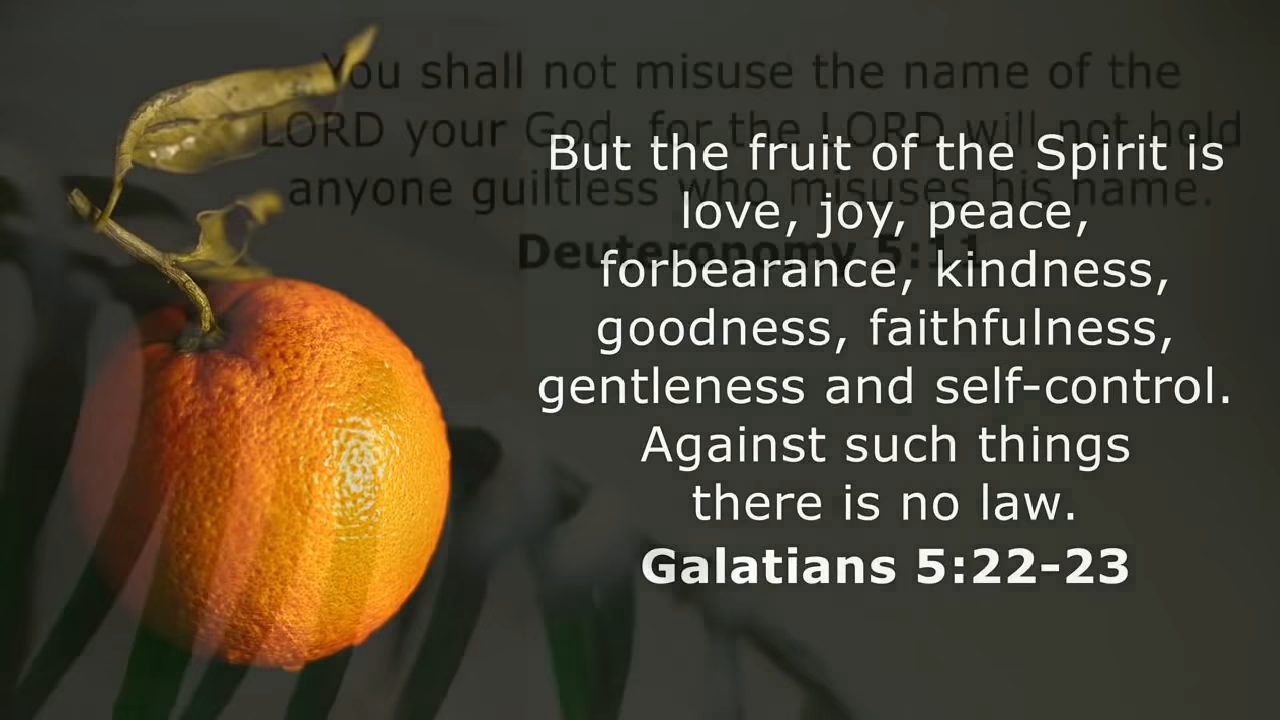 You shall not misuse the name of the
LORD your God, for the LORD will not hold
anyone guiltless who misuses his name.
Deuteronomy 5:11
But the fruit of the Spirit is
love, joy, peace,
forbearance, kindness,
goodness, faithfulness,
gentleness and self-control.
Against such things
there is no law.
Galatians 5:22-23